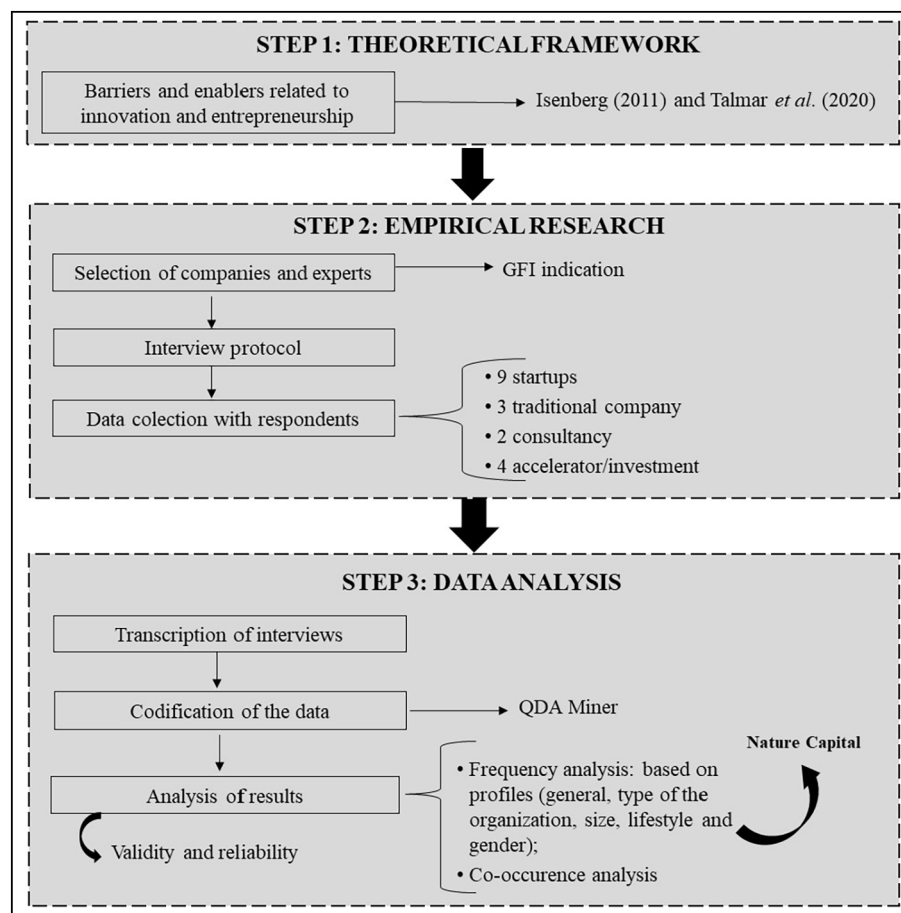 STEP 1: THEORETICAL FRAMEWORK
Barriers and enablers related to
innovation and entrepreneurship
Isenberg (2011) and Talmar et al. (2020)
STEP 2: EMPIRICAL RESEARCH
Selection of companies and experts
GFI indication
Interview protocol
Data colection with respondents
• 9 startups
• 3 traditional company
• 2 consultancy
• 4 accelerator/investment
STEP 3: DATA ANALYSIS
Transcription of interviews
Codification of the data
QDA Miner
Analysis of results
Validity and reliability
• Frequency analysis: based on
profiles (general, type of the
organization, size, lifestyle and
gender);
• Co-occurence analysis
Nature Capital